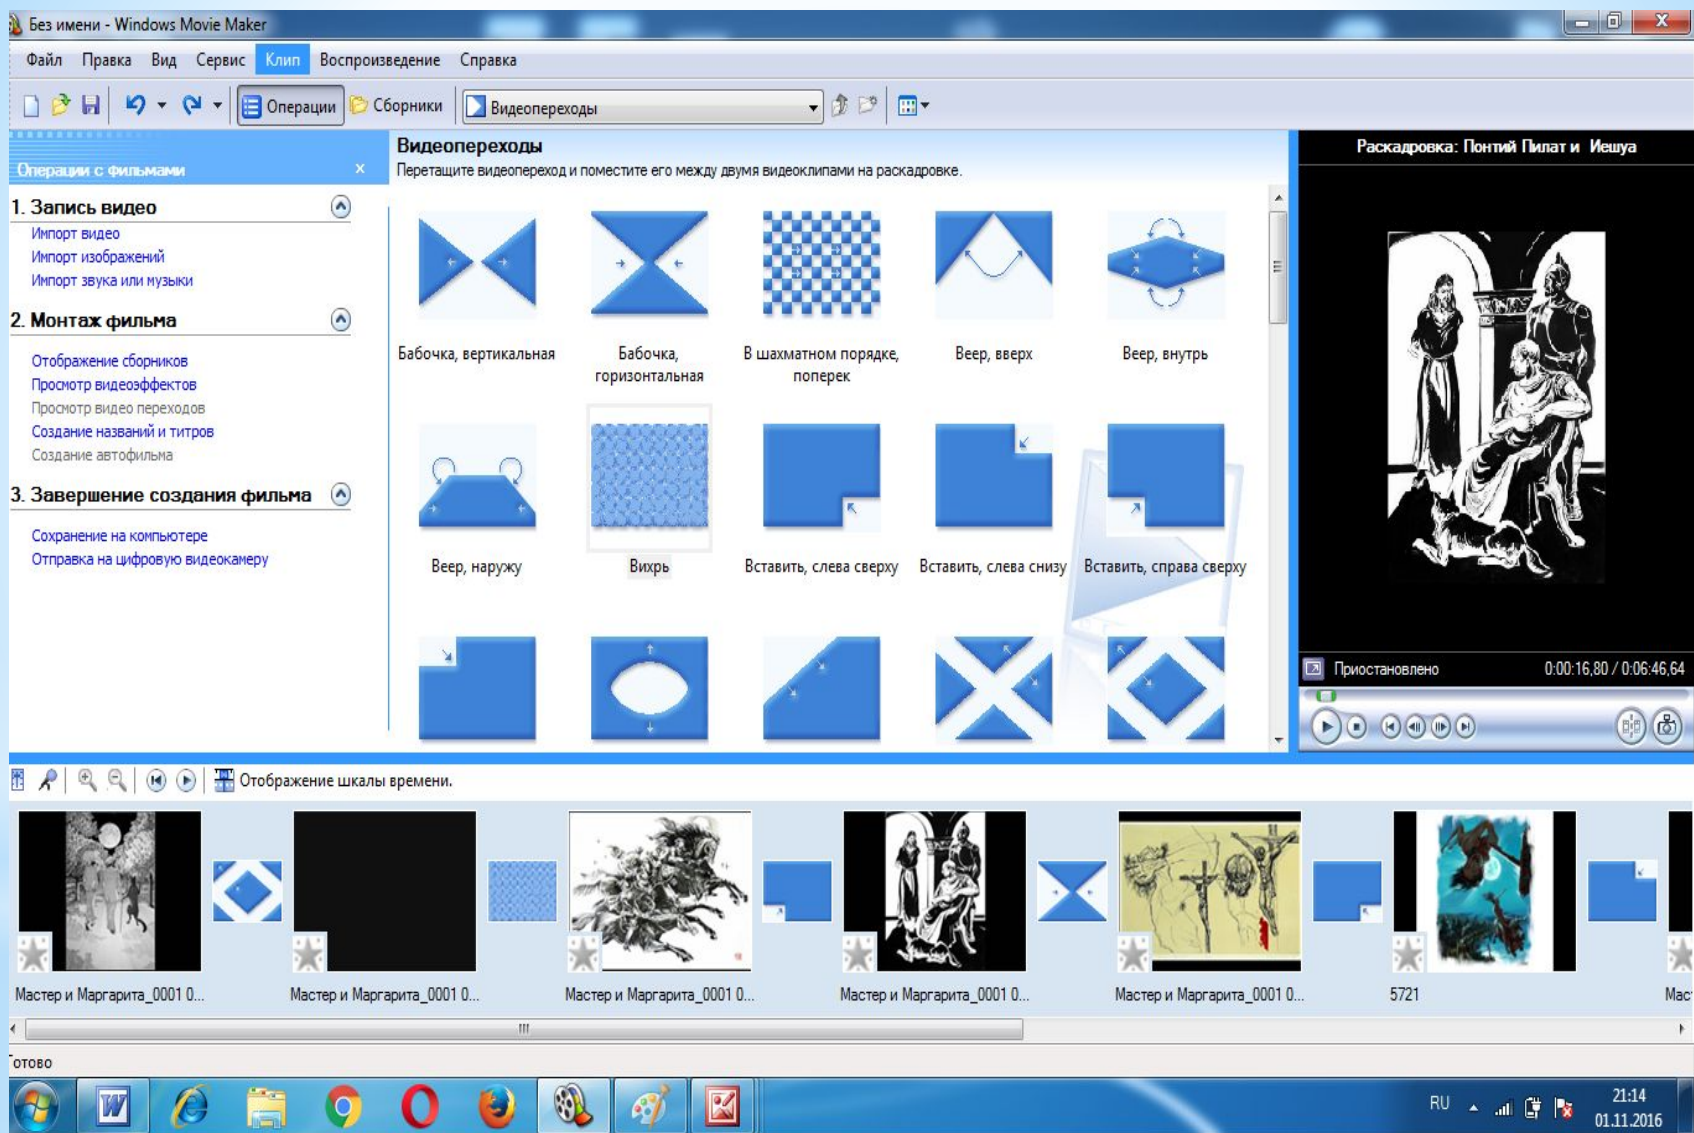 Без имени - Windows Movie Maker
Файл Правка Вид Сервис Клип Воспроизведение Справка
Операции Сборники Видеопереходы
Операции с фильмами x
1. Запись видео
Импорт видео
Импорт изображений
Импорт звука или музыки
2. Монтаж фильма
Отображение сборников
Просмотр видеоэффектов
Просмотр видео переходов
Создание названий и титров
Создание автофильма
3. Завершение создания фильма
Сохранение на компьютере
Отправка на цифровую видеокамеру
Видеопереходы
Перетащите видеопереход и поместите его между двумя видеоклипами на раскадровке.
Бабочка, вертикальная
Бабочка,
горизонтальная
В шахматном порядке,
поперек
Веер, вверх
Веер, внутрь
Веер, наружу
Вихрь
Вставить, слева сверху
Вставить, слева снизу
Вставить, справа сверху
Раскадровка: Понтий Пилат и Иешуа
Приостановлено 0:00:16,80 / 0:06:46,64
Отображение шкалы времени.
Мастер и Маргарита_0001 0...
Мастер и Маргарита_0001 0...
Мастер и Маргарита_0001 0...
Мастер и Маргарита_0001 0...
Мастер и Маргарита_0001 0...
5721
Мас
отово
RU
21:14
01.11.2016